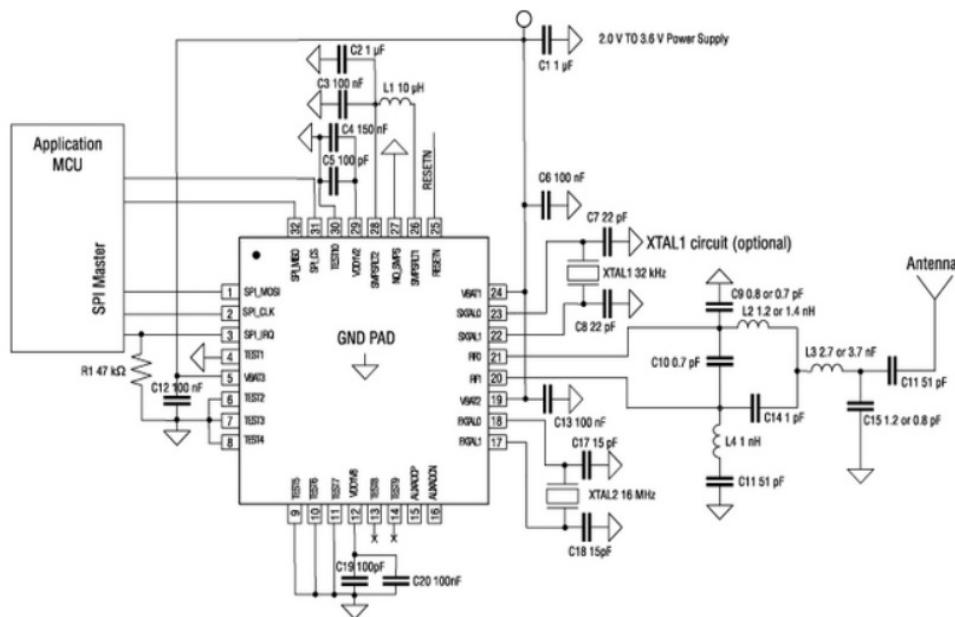 2.0 V TO 3.6 V Power Supply
C1 1 µF
C2 1 µF
C3 100 nF
L1 10 µH
C4 150 nF
C5 100 pF
RESETN
Application
MCU
SPI Master
C6 100 nF
C7 22 pF
XTAL1 circuit (optional)
XTAL1 32 kHz
C8 22 pF
Antenna
C9 0.8 or 0.7 pF
L2 1.2 or 1.4 nH
C10 0.7 pF
L3 2.7 or 3.7 nF
C11 51 pF
C14 1 pF
C15 1.2 or 0.8 pF
L4 1 nH
C11 51 pF
C13 100 nF
C17 15 pF
XTAL2 16 MHz
C18 15pF
R1 47 kΩ
C12 100 nF
C19 100pF
C20 100nF
GND PAD
32 31 30 29 28 27 26 25
SPI_MISO
SPI_CS
TEST10
VDD1V2
SMPSFILT2
NO_SMPS
SMPSFILT1
RESETN
1 SPI_MOSI
2 SPI_CLK
3 SPI_IRQ
4 TEST1
5 VBAT3
6 TEST2
7 TEST3
8 TEST4
VBAT1 24
SXTAL0 23
SXTAL1 22
RF0 21
RF1 20
VBAT2 19
FXTAL0 18
FXTAL1 17
TEST5
TEST6
TEST7
VDD1V8
TEST8
TEST9
AUXADCP
AUXADCN
9 10 11 12 13 14 15 16